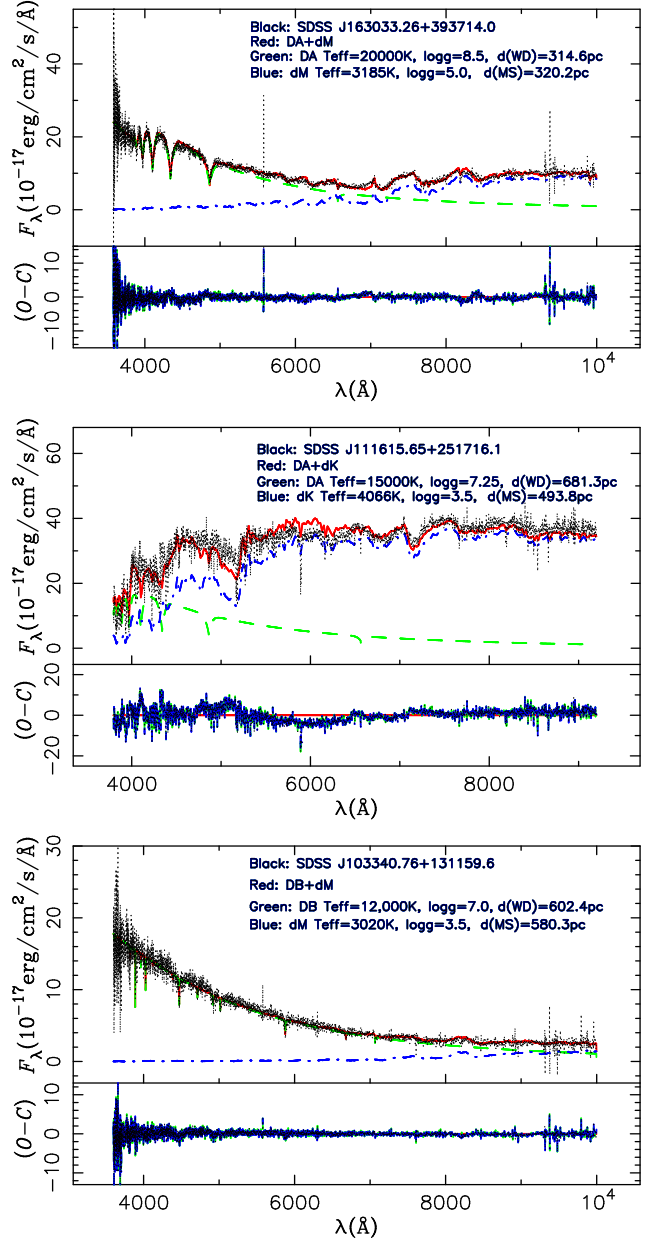 Black: SDSS J163033.26+393714.0
Red: DA+dM
Green: DA Teff=20000K, logg=8.5, d(WD)=314.6pc
Blue: dM Teff=3185K, logg=5.0, d(MS)=320.2pc
F_λ(10^-17 erg/cm^2/s/Å)
40
20
0
(O−C)
10
0
−10
4000 6000 8000 10^4
λ(Å)
Black: SDSS J111615.65+251716.1
Red: DA+dK
Green: DA Teff=15000K, logg=7.25, d(WD)=681.3pc
Blue: dK Teff=4066K, logg=3.5, d(MS)=493.8pc
F_λ(10^-17 erg/cm^2/s/Å)
60
40
20
0
(O−C)
20
0
−20
4000 6000 8000
λ(Å)
Black: SDSS J103340.76+131159.6
Red: DB+dM
Green: DB Teff=12,000K, logg=7.0, d(WD)=602.4pc
Blue: dM Teff=3020K, logg=3.5, d(MS)=580.3pc
F_λ(10^-17 erg/cm^2/s/Å)
30
20
10
0
(O−C)
10
0
−10
4000 6000 8000 10^4
λ(Å)